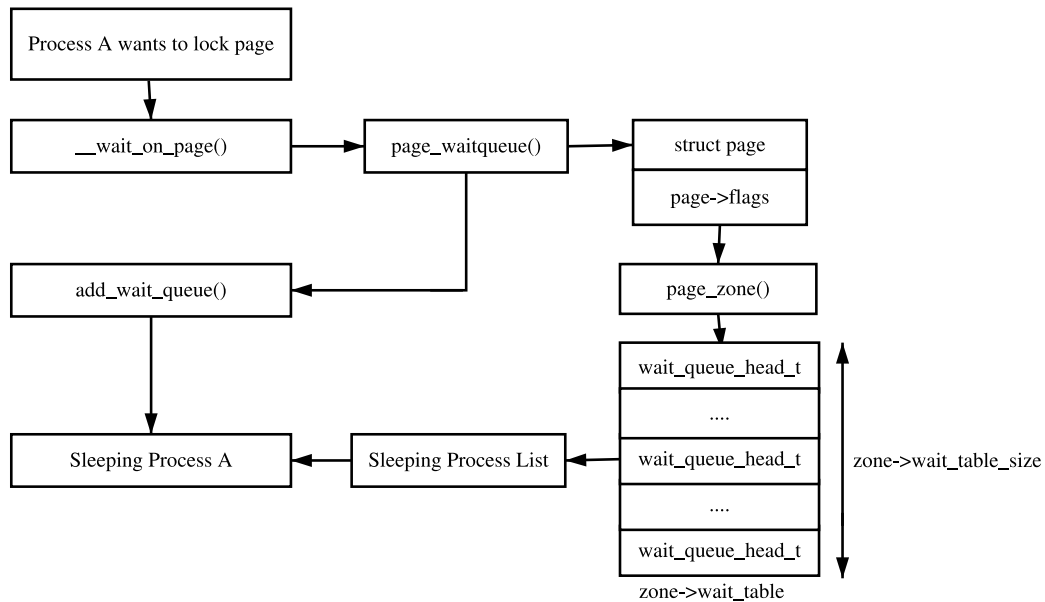 Process A wants to lock page
__wait_on_page()
page_waitqueue()
struct page
page->flags
add_wait_queue()
page_zone()
wait_queue_head_t
....
Sleeping Process A
Sleeping Process List
wait_queue_head_t
zone->wait_table_size
....
wait_queue_head_t
zone->wait_table